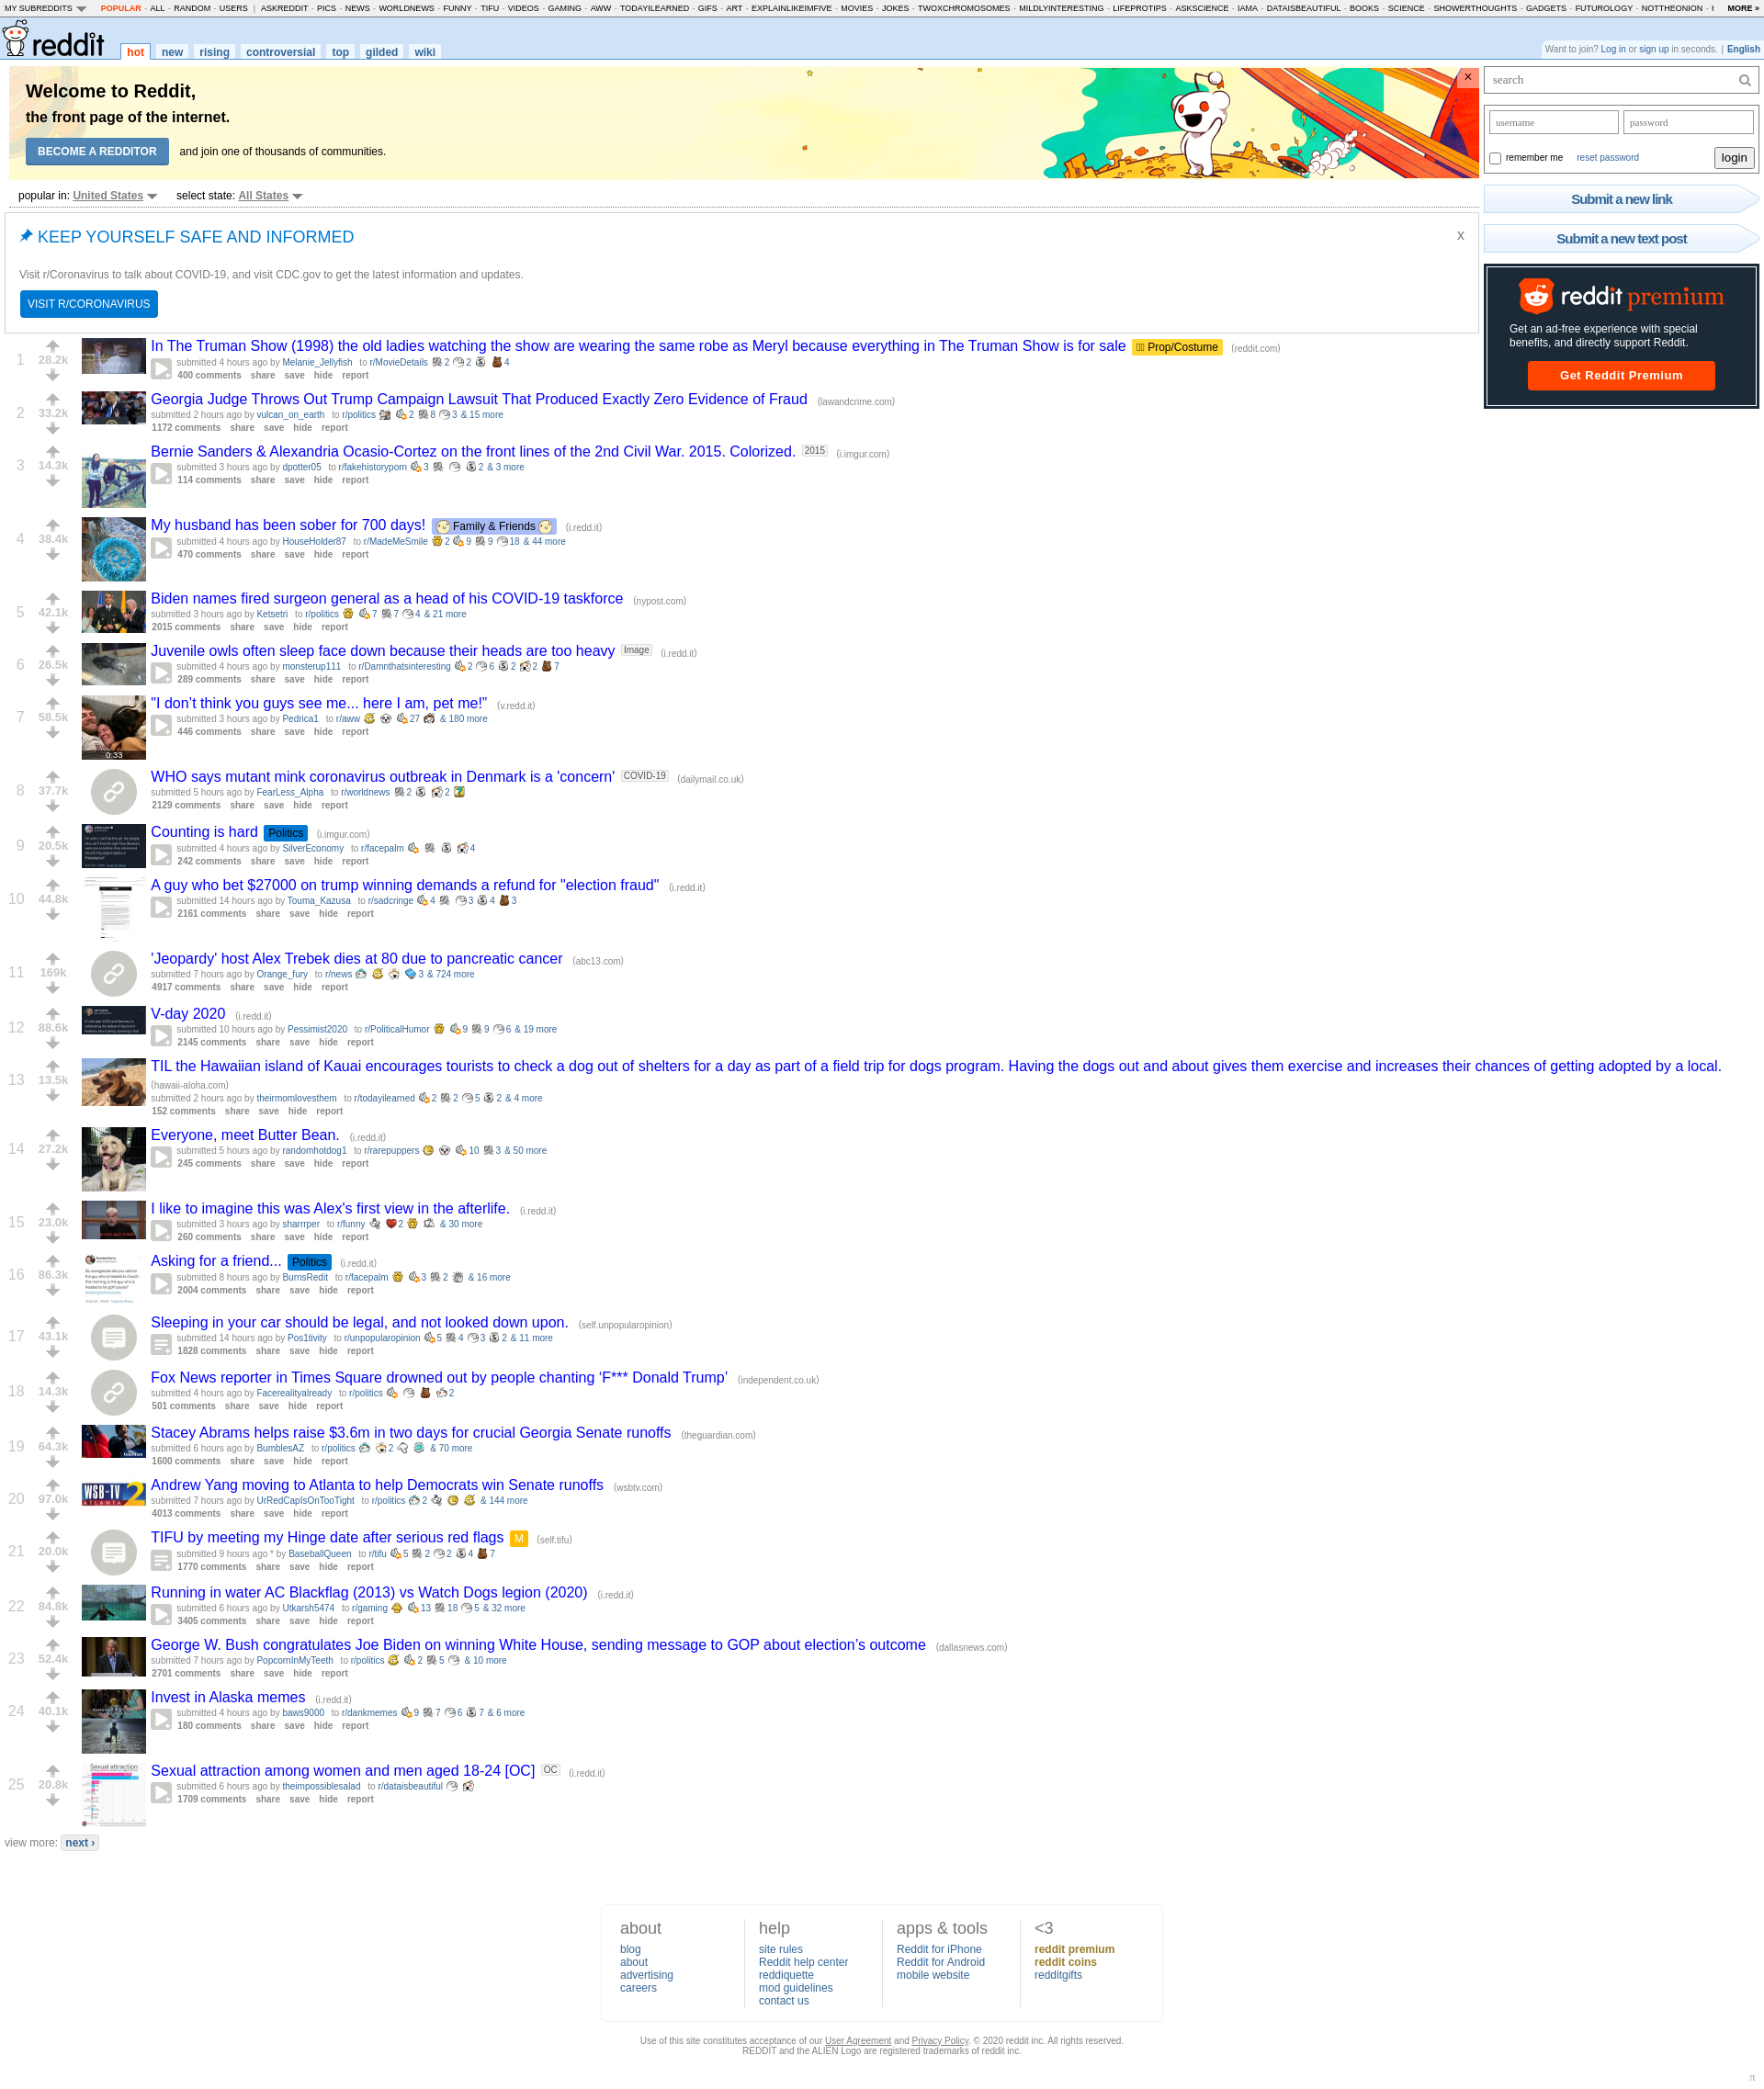 MY SUBREDDITS POPULAR - ALL - RANDOM - USERS | ASKREDDIT - PICS - NEWS - WORLDNEWS - FUNNY - TIFU - VIDEOS - GAMING - AWW - TODAYILEARNED - GIFS - ART - EXPLAINLIKEIMFIVE - MOVIES - JOKES - TWOXCHROMOSOMES - MILDLYINTERESTING - LIFEPROTIPS - ASKSCIENCE - IAMA - DATAISBEAUTIFUL - BOOKS - SCIENCE - SHOWERTHOUGHTS - GADGETS - FUTUROLOGY - NOTTHEONION - MORE »
reddit hot new rising controversial top gilded wiki
Want to join? Log in or sign up in seconds. | English
Welcome to Reddit,
the front page of the internet.
BECOME A REDDITOR and join one of thousands of communities.
×
search
username password
remember me reset password login
Submit a new link
Submit a new text post
reddit premium
Get an ad-free experience with special
benefits, and directly support Reddit.
Get Reddit Premium
popular in: United States select state: All States
KEEP YOURSELF SAFE AND INFORMED
X
Visit r/Coronavirus to talk about COVID-19, and visit CDC.gov to get the latest information and updates.
VISIT R/CORONAVIRUS
In The Truman Show (1998) the old ladies watching the show are wearing the same robe as Meryl because everything in The Truman Show is for sale Prop/Costume (reddit.com)
1 28.2k submitted 4 hours ago by Melanie_Jellyfish to r/MovieDetails 2 2 4
400 comments share save hide report
Georgia Judge Throws Out Trump Campaign Lawsuit That Produced Exactly Zero Evidence of Fraud (lawandcrime.com)
2 33.2k submitted 2 hours ago by vulcan_on_earth to r/politics 2 8 3 & 15 more
1172 comments share save hide report
Bernie Sanders & Alexandria Ocasio-Cortez on the front lines of the 2nd Civil War. 2015. Colorized. 2015 (i.imgur.com)
3 14.3k submitted 3 hours ago by dpotter05 to r/fakehistoryporn 3 2 & 3 more
114 comments share save hide report
My husband has been sober for 700 days! Family & Friends (i.redd.it)
4 38.4k submitted 4 hours ago by HouseHolder87 to r/MadeMeSmile 2 9 9 18 & 44 more
470 comments share save hide report
Biden names fired surgeon general as a head of his COVID-19 taskforce (nypost.com)
5 42.1k submitted 3 hours ago by Ketsetri to r/politics 7 7 4 & 21 more
2015 comments share save hide report
Juvenile owls often sleep face down because their heads are too heavy Image (i.redd.it)
6 26.5k submitted 4 hours ago by monsterup111 to r/Damnthatsinteresting 2 6 2 2 7
289 comments share save hide report
"I don't think you guys see me... here I am, pet me!" (v.redd.it)
7 58.5k submitted 3 hours ago by Pedrica1 to r/aww 27 & 180 more
446 comments share save hide report
0:33
WHO says mutant mink coronavirus outbreak in Denmark is a 'concern' COVID-19 (dailymail.co.uk)
8 37.7k submitted 5 hours ago by FearLess_Alpha to r/worldnews 2 2
2129 comments share save hide report
Counting is hard Politics (i.imgur.com)
9 20.5k submitted 4 hours ago by SilverEconomy to r/facepalm 4
242 comments share save hide report
A guy who bet $27000 on trump winning demands a refund for "election fraud" (i.redd.it)
10 44.8k submitted 14 hours ago by Touma_Kazusa to r/sadcringe 4 3 4 3
2161 comments share save hide report
'Jeopardy' host Alex Trebek dies at 80 due to pancreatic cancer (abc13.com)
11 169k submitted 7 hours ago by Orange_fury to r/news 3 & 724 more
4917 comments share save hide report
V-day 2020 (i.redd.it)
12 88.6k submitted 10 hours ago by Pessimist2020 to r/PoliticalHumor 9 9 6 & 19 more
2145 comments share save hide report
TIL the Hawaiian island of Kauai encourages tourists to check a dog out of shelters for a day as part of a field trip for dogs program. Having the dogs out and about gives them exercise and increases their chances of getting adopted by a local.
(hawaii-aloha.com)
13 13.5k submitted 2 hours ago by theirmomlovesthem to r/todayilearned 2 2 5 2 & 4 more
152 comments share save hide report
Everyone, meet Butter Bean. (i.redd.it)
14 27.2k submitted 5 hours ago by randomhotdog1 to r/rarepuppers 10 3 & 50 more
245 comments share save hide report
I like to imagine this was Alex's first view in the afterlife. (i.redd.it)
15 23.0k submitted 3 hours ago by sharrrper to r/funny 2 & 30 more
260 comments share save hide report
Asking for a friend... Politics (i.redd.it)
16 86.3k submitted 8 hours ago by BurnsRedit to r/facepalm 3 2 & 16 more
2004 comments share save hide report
Sleeping in your car should be legal, and not looked down upon. (self.unpopularopinion)
17 43.1k submitted 14 hours ago by Pos1tivity to r/unpopularopinion 5 4 3 2 & 11 more
1828 comments share save hide report
Fox News reporter in Times Square drowned out by people chanting ‘F*** Donald Trump’ (independent.co.uk)
18 14.3k submitted 4 hours ago by Facerealityalready to r/politics 2
501 comments share save hide report
Stacey Abrams helps raise $3.6m in two days for crucial Georgia Senate runoffs (theguardian.com)
19 64.3k submitted 6 hours ago by BumblesAZ to r/politics 2 & 70 more
1600 comments share save hide report
Andrew Yang moving to Atlanta to help Democrats win Senate runoffs (wsbtv.com)
20 97.0k WSB-TV 2 ATLANTA submitted 7 hours ago by UrRedCapIsOnTooTight to r/politics 2 & 144 more
4013 comments share save hide report
TIFU by meeting my Hinge date after serious red flags M (self.tifu)
21 20.0k submitted 9 hours ago * by BaseballQueen to r/tifu 5 2 2 4 7
1770 comments share save hide report
Running in water AC Blackflag (2013) vs Watch Dogs legion (2020) (i.redd.it)
22 84.8k submitted 6 hours ago by Utkarsh5474 to r/gaming 13 18 5 & 32 more
3405 comments share save hide report
George W. Bush congratulates Joe Biden on winning White House, sending message to GOP about election’s outcome (dallasnews.com)
23 52.4k submitted 7 hours ago by PopcornInMyTeeth to r/politics 2 5 & 10 more
2701 comments share save hide report
Invest in Alaska memes (i.redd.it)
24 40.1k submitted 4 hours ago by baws9000 to r/dankmemes 9 7 6 7 & 6 more
180 comments share save hide report
Sexual attraction among women and men aged 18-24 [OC] OC (i.redd.it)
25 20.8k Sexual attraction submitted 6 hours ago by theimpossiblesalad to r/dataisbeautiful
1709 comments share save hide report
view more: next ›
about help apps & tools <3
blog site rules Reddit for iPhone reddit premium
about Reddit help center Reddit for Android reddit coins
advertising reddiquette mobile website redditgifts
careers mod guidelines
contact us
Use of this site constitutes acceptance of our User Agreement and Privacy Policy. © 2020 reddit inc. All rights reserved.
REDDIT and the ALIEN Logo are registered trademarks of reddit inc.
π